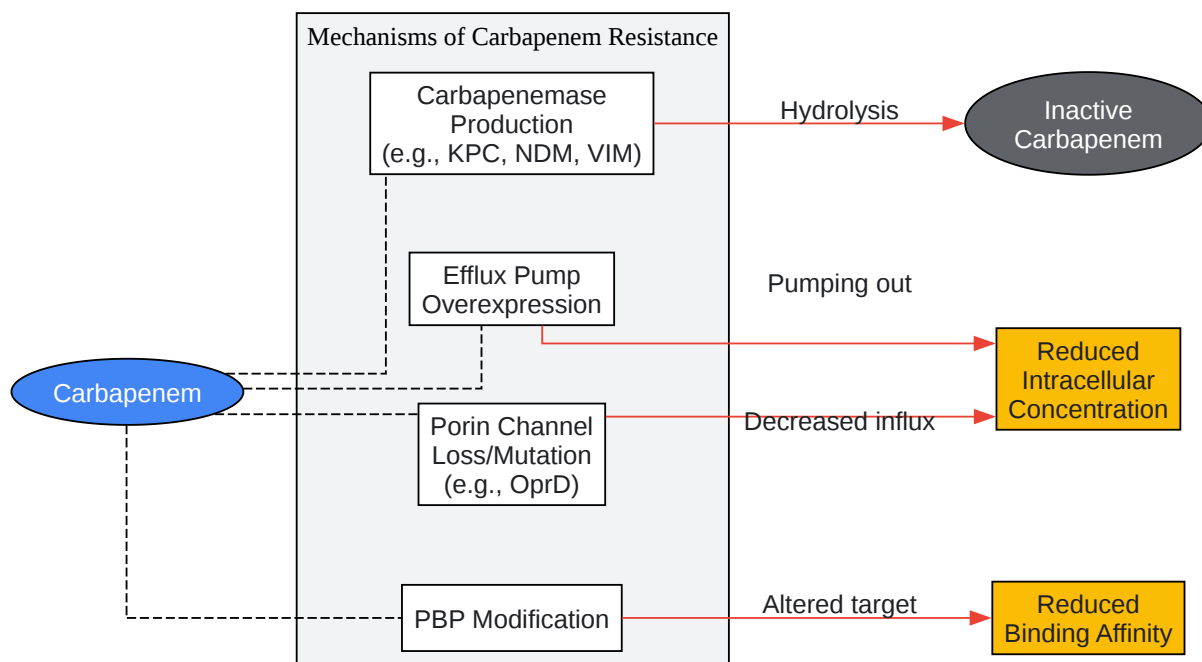 Mechanisms of Carbapenem Resistance
Carbapenemase
Production
(e.g., KPC, NDM, VIM)
Hydrolysis
Inactive
Carbapenem
Efflux Pump
Overexpression
Pumping out
Reduced
Intracellular
Concentration
Carbapenem
Porin Channel
Loss/Mutation
(e.g., OprD)
Decreased influx
PBP Modification
Altered target
Reduced
Binding Affinity